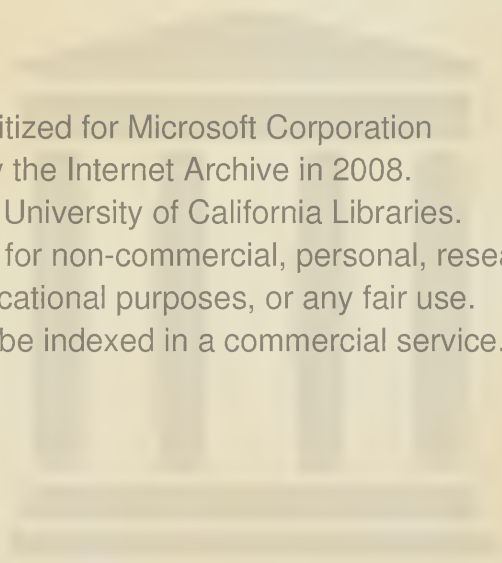 itized for Microsoft Corporation
the Internet Archive in 2008.
University of California Libraries.
for non-commercial, personal, rese
cational purposes, or any fair use.
be indexed in a commercial service.